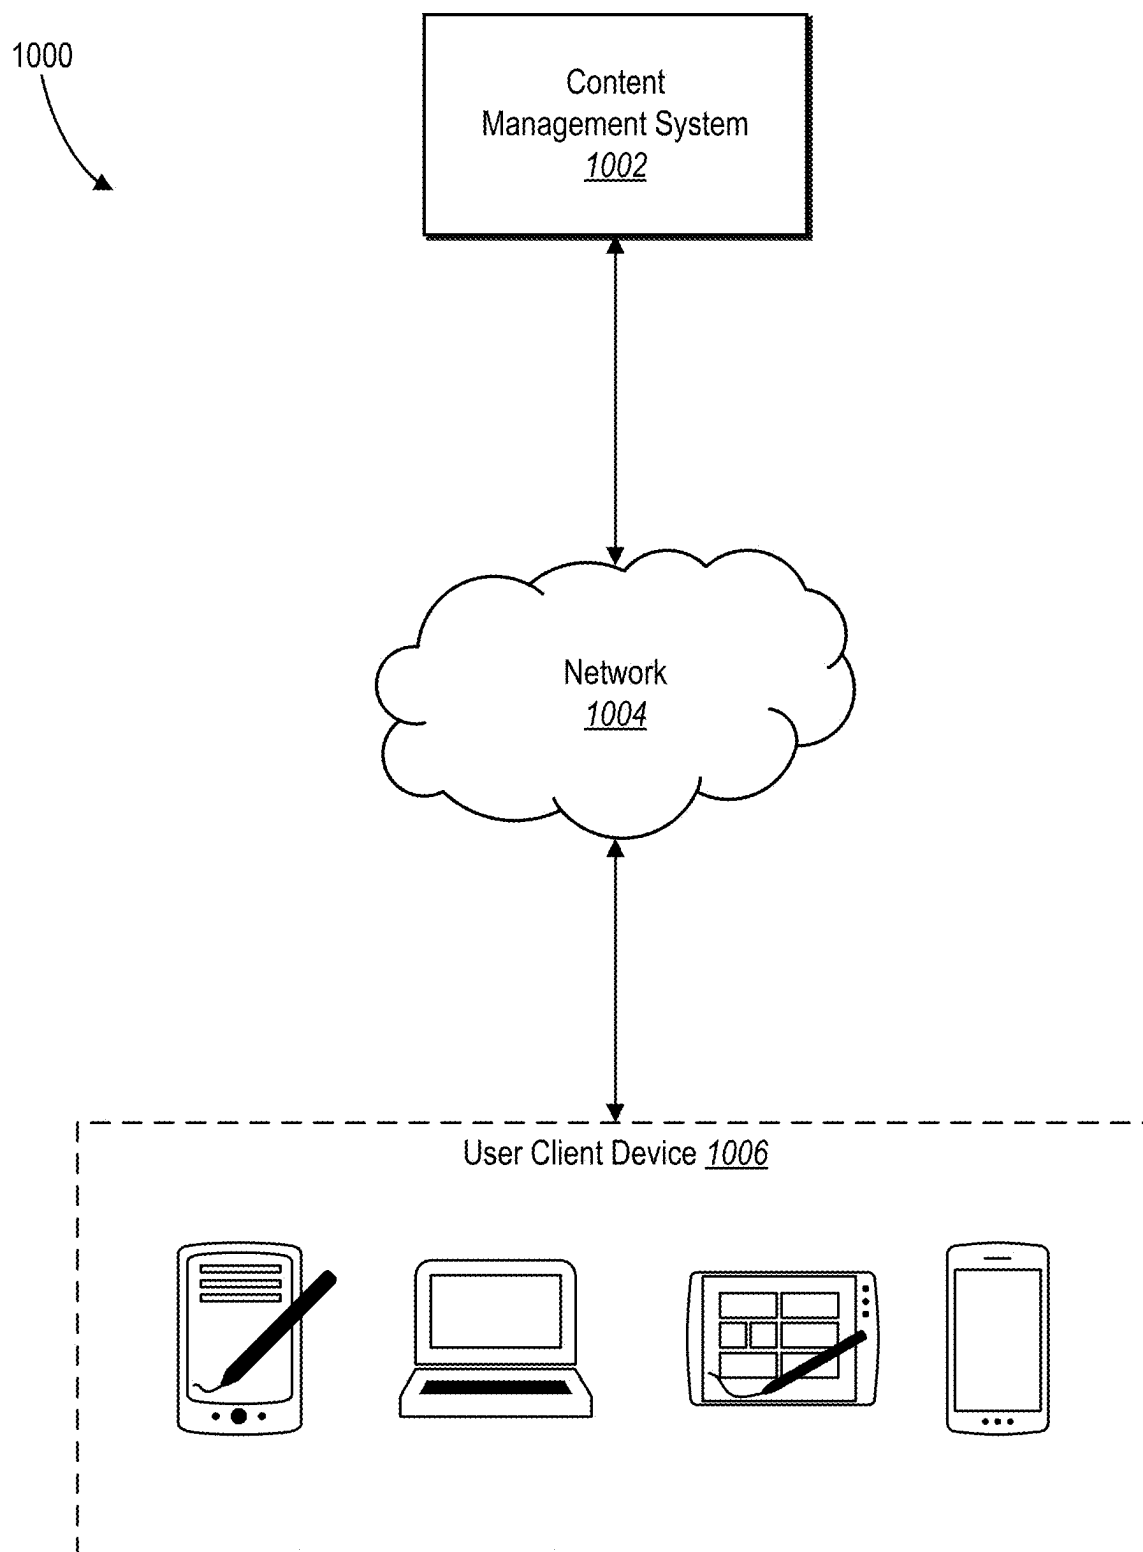 1000
Content
Management System
1002
Network
1004
User Client Device 1006